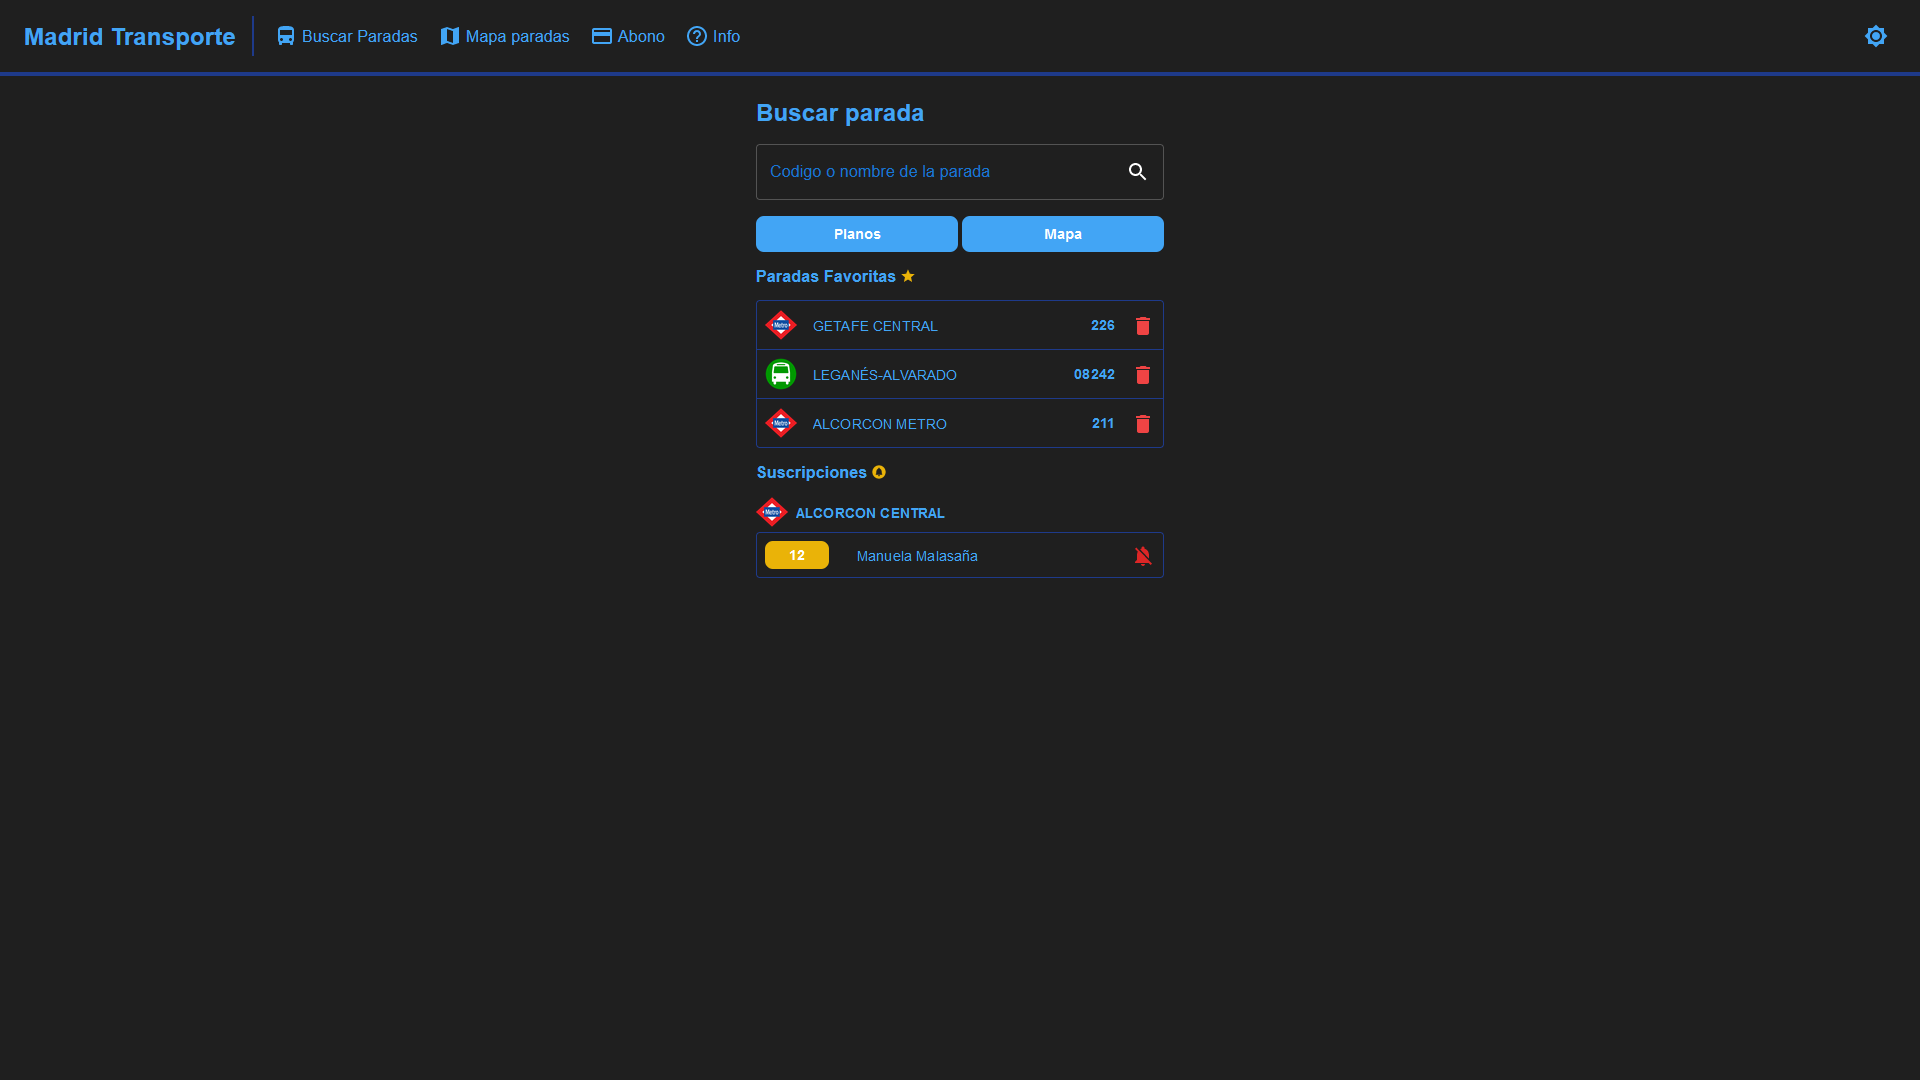 Madrid Transporte
Buscar Paradas
Mapa paradas
Abono
Info
Buscar parada
Codigo o nombre de la parada
Planos
Mapa
Paradas Favoritas
Metro
GETAFE CENTRAL
226
LEGANÉS-ALVARADO
08242
Metro
ALCORCON METRO
211
Suscripciones
Metro
ALCORCON CENTRAL
12
Manuela Malasaña